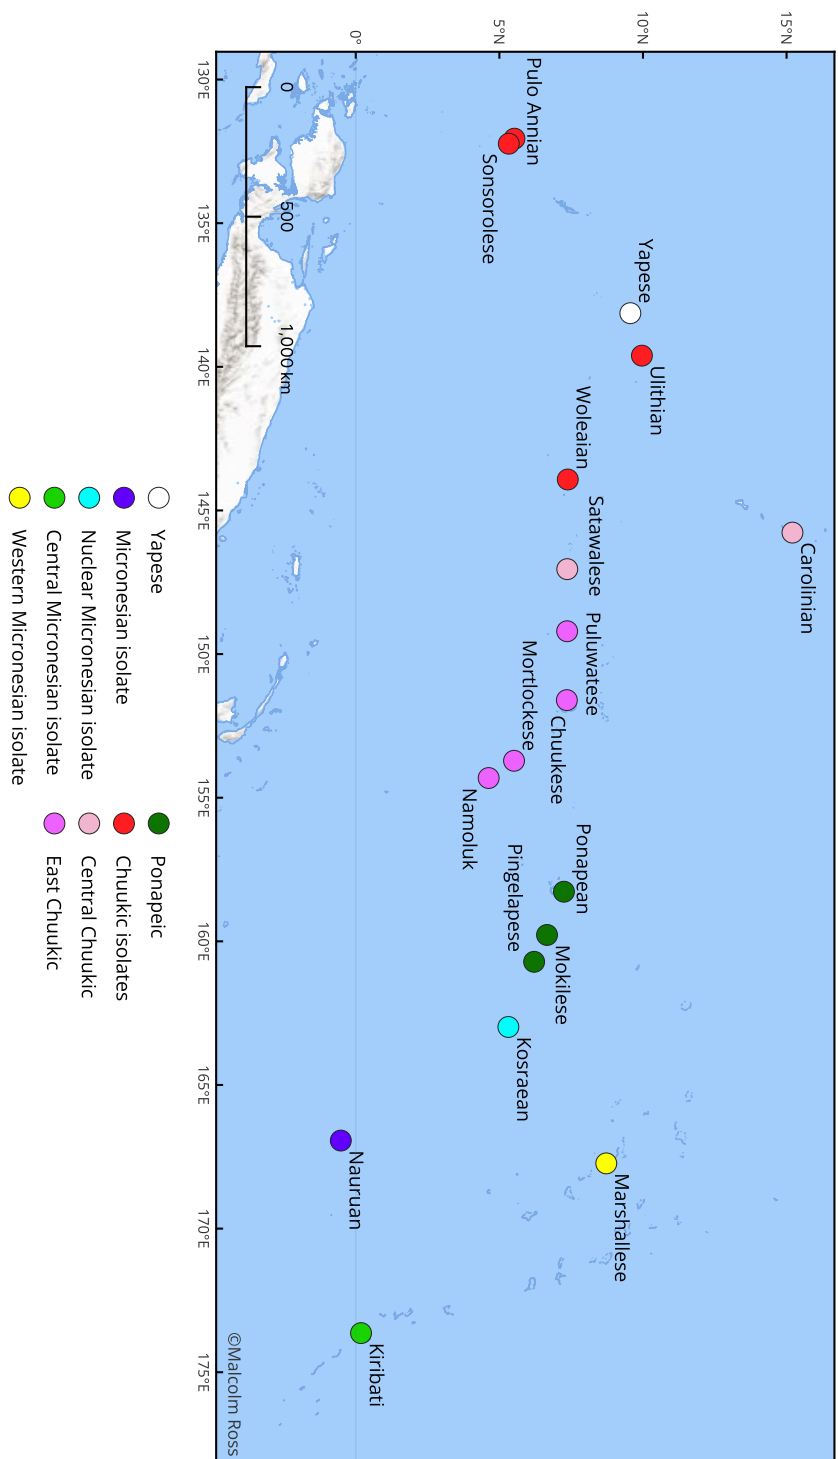 15°N
10°N
5°N
0°
130°E
135°E
140°E
145°E
150°E
155°E
160°E
165°E
170°E
175°E
0
500
1,000 km
Pulo Annian
Sonsorolese
Yapese
Ulithian
Woleaian
Satawalese
Carolinian
Puluwatese
Chuukese
Mortlockese
Namoluk
Ponapean
Pingelapese
Mokilese
Kosraean
Marshallese
Nauruan
Kiribati
©Malcolm Ross
Yapese
Micronesian isolate
Nuclear Micronesian isolate
Central Micronesian isolate
Western Micronesian isolate
Ponapeic
Chuukic isolates
Central Chuukic
East Chuukic